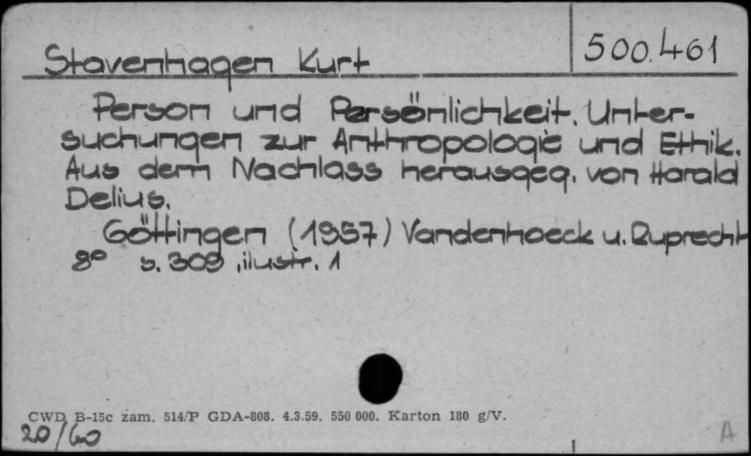 Stavenhagen Kurt
500.461
Person und Persönlichkeit. Unter-
suchungen zur Anthropologie und Ethik.
Aus dem Nachlass herausgeg. von Harald
Delius.
Göttingen (1957) Vandenhoeck u. Ruprecht
8° s. 309, ilustr. 1
CWD B-15c zam. 514/P GDA-808. 4.3.59. 550 000. Karton 180 g/V.
20/60
A